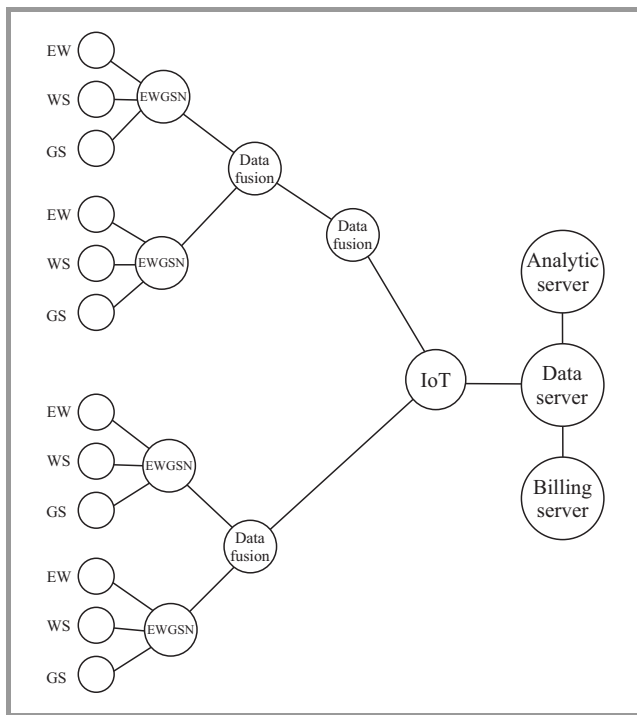 EW
WS
GS
EWGSN
EW
WS
GS
EWGSN
Data
fusion
Data
fusion
EW
WS
GS
EWGSN
EW
WS
GS
EWGSN
Data
fusion
IoT
Analytic
server
Data
server
Billing
server